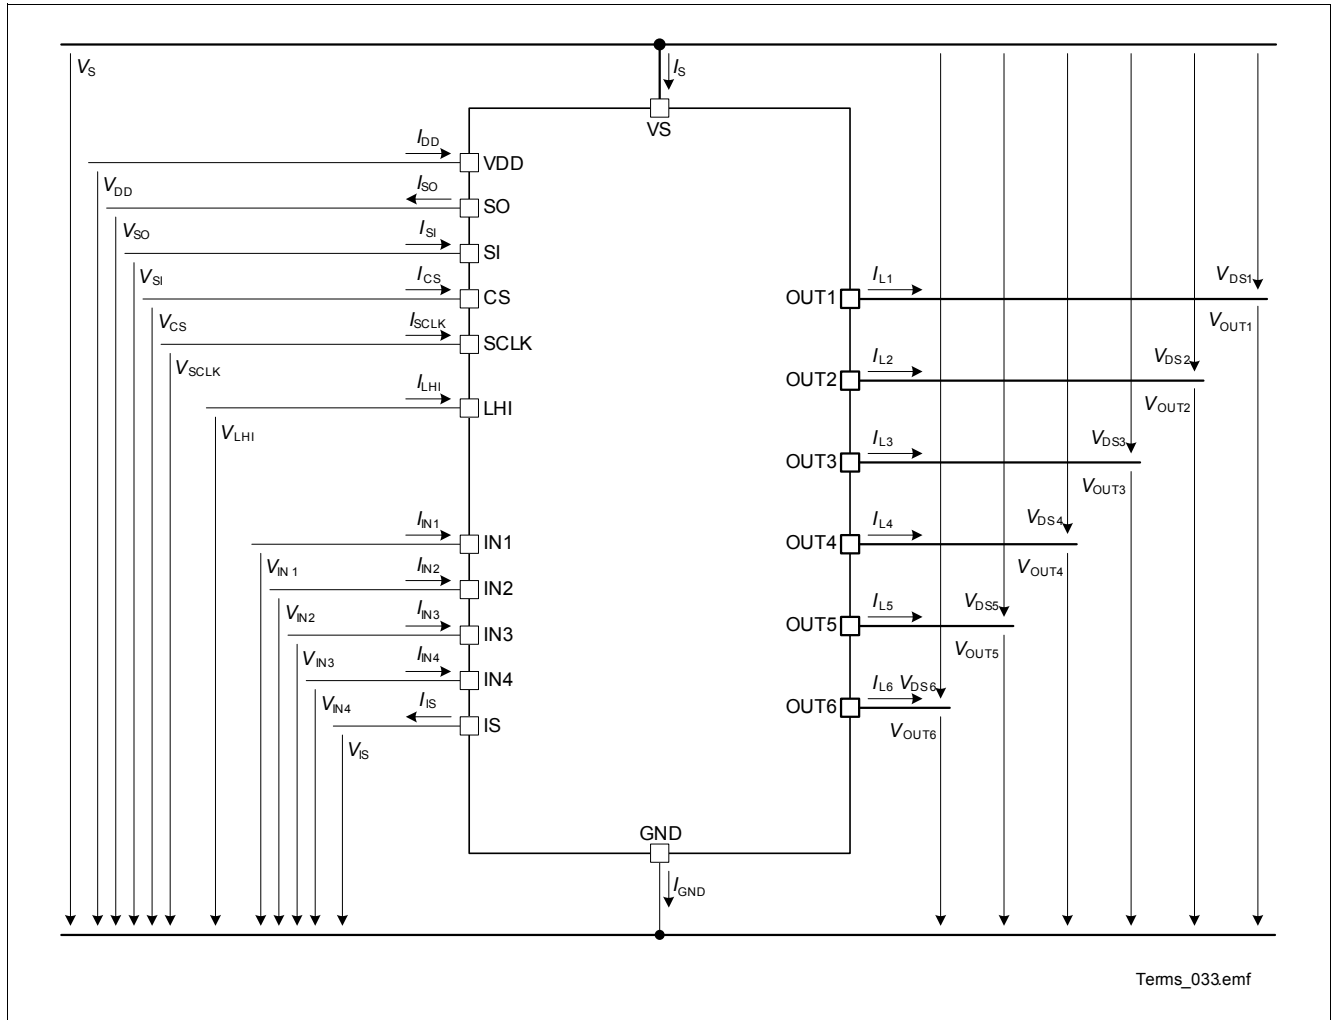 VS
IS
VS
IDD
VDD
VDD
ISO
SO
VSO
ISI
SI
VSI
ICS
CS
VCS
ISCLK
SCLK
VSCLK
ILHI
LHI
VLHI
IIN1
IN1
VIN1
IIN2
IN2
VIN2
IIN3
IN3
VIN3
IIN4
IN4
VIN4
IIS
IS
VIS
OUT1
IL1
VDS1
VOUT1
OUT2
IL2
VDS2
VOUT2
OUT3
IL3
VDS3
VOUT3
OUT4
IL4
VDS4
VOUT4
OUT5
IL5
VDS5
VOUT5
OUT6
IL6
VDS6
VOUT6
GND
IGND
Terms_033.emf